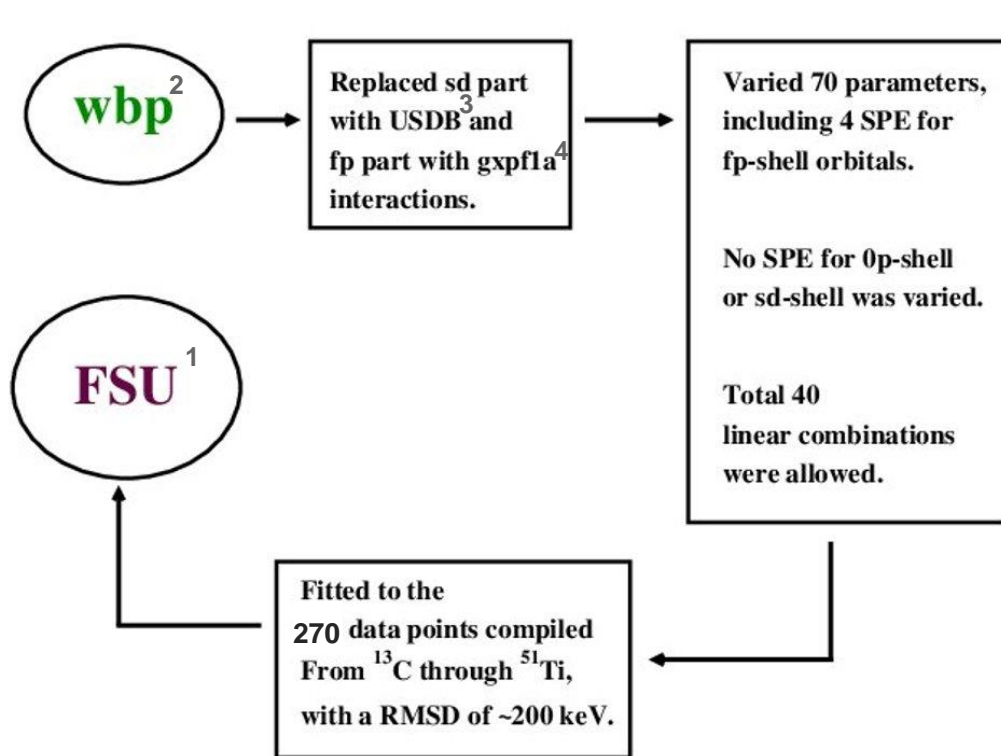 wbp²
Replaced sd part
with USDB³ and
fp part with gxpf1a⁴
interactions.
Varied 70 parameters,
including 4 SPE for
fp-shell orbitals.
No SPE for 0p-shell
or sd-shell was varied.
Total 40
linear combinations
were allowed.
Fitted to the
270 data points compiled
From ¹³C through ⁵¹Ti,
with a RMSD of ~200 keV.
FSU¹